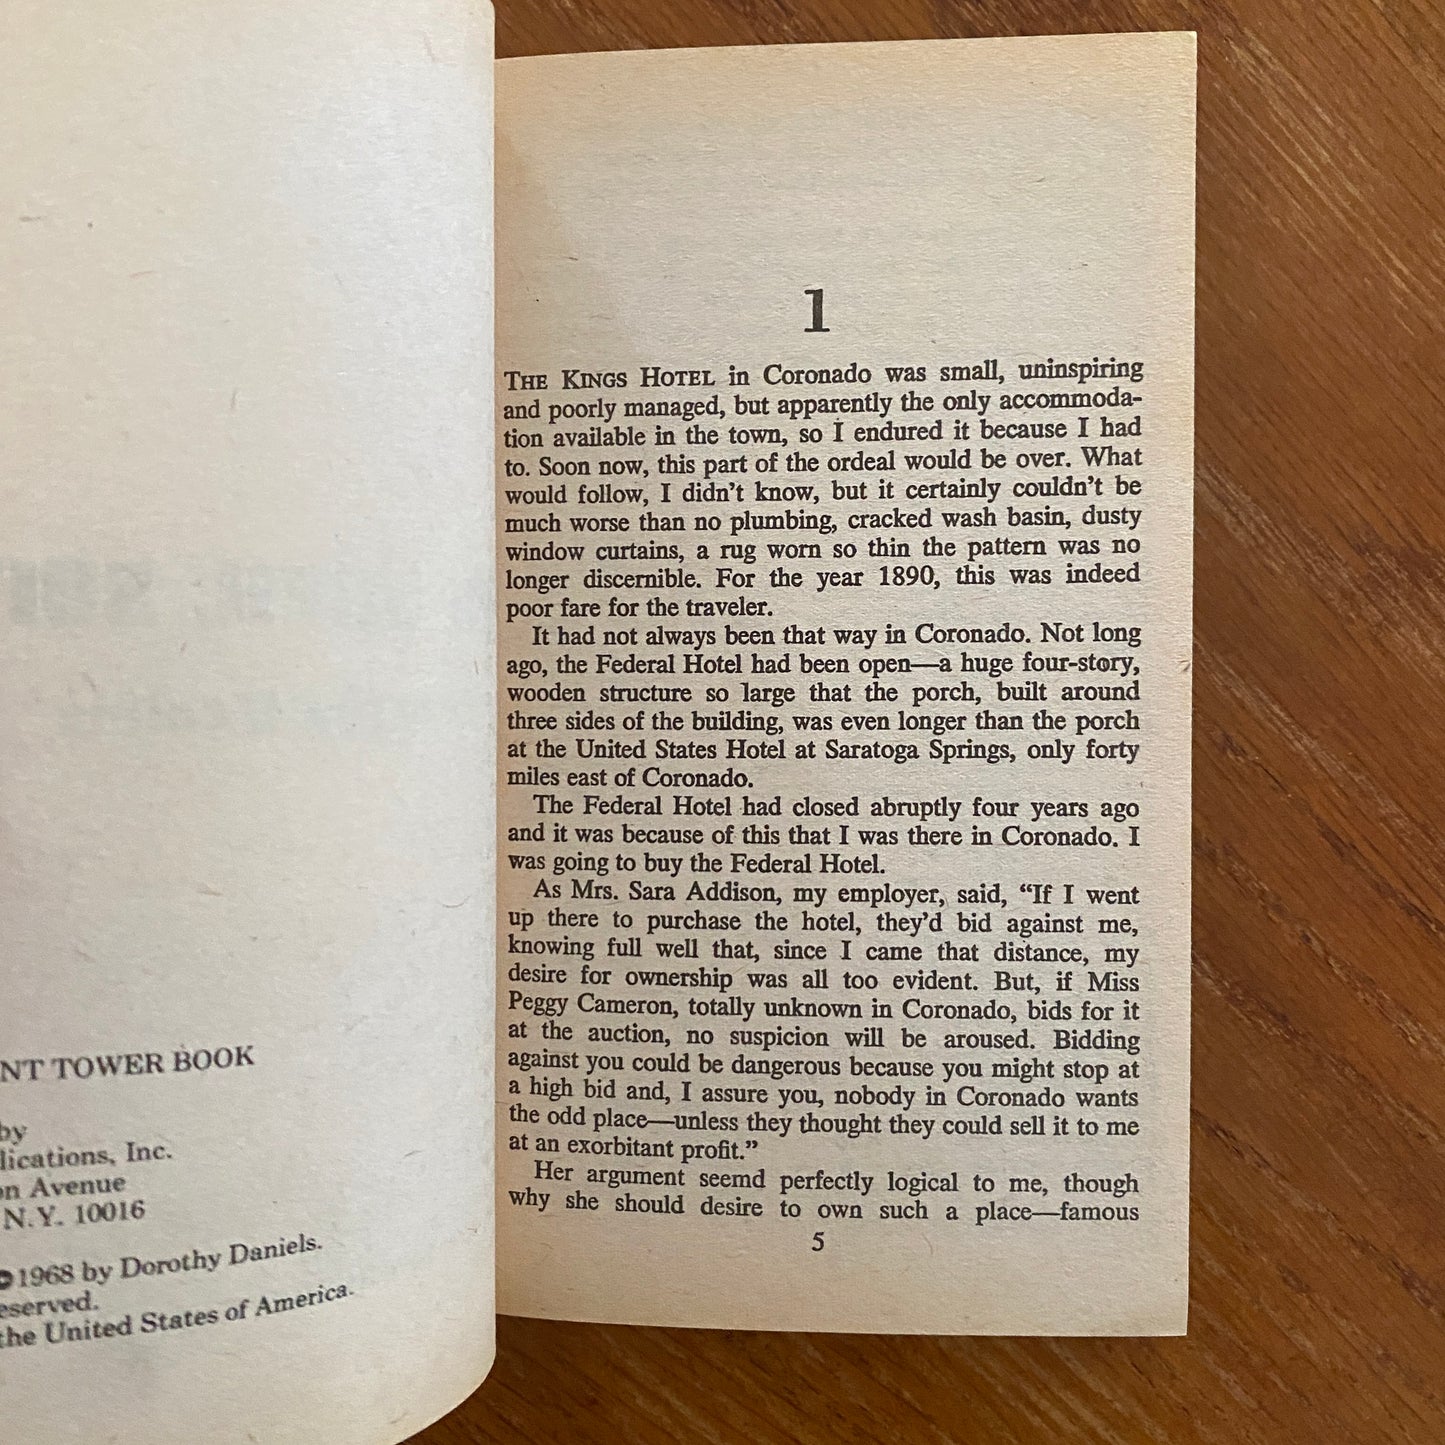 NT TOWER BOOK
by
lications, Inc.
on Avenue
N.Y. 10016
©1968 by Dorothy Daniels.
eserved.
the United States of America.
1
THE KINGS HOTEL in Coronado was small, uninspiring
and poorly managed, but apparently the only accommoda-
tion available in the town, so I endured it because I had
to. Soon now, this part of the ordeal would be over. What
would follow, I didn't know, but it certainly couldn't be
much worse than no plumbing, cracked wash basin, dusty
window curtains, a rug worn so thin the pattern was no
longer discernible. For the year 1890, this was indeed
poor fare for the traveler.
It had not always been that way in Coronado. Not long
ago, the Federal Hotel had been open—a huge four-story,
wooden structure so large that the porch, built around
three sides of the building, was even longer than the porch
at the United States Hotel at Saratoga Springs, only forty
miles east of Coronado.
The Federal Hotel had closed abruptly four years ago
and it was because of this that I was there in Coronado. I
was going to buy the Federal Hotel.
As Mrs. Sara Addison, my employer, said, “If I went
up there to purchase the hotel, they'd bid against me,
knowing full well that, since I came that distance, my
desire for ownership was all too evident. But, if Miss
Peggy Cameron, totally unknown in Coronado, bids for it
at the auction, no suspicion will be aroused. Bidding
against you could be dangerous because you might stop at
a high bid and, I assure you, nobody in Coronado wants
the odd place—unless they thought they could sell it to me
at an exorbitant profit.”
Her argument seemd perfectly logical to me, though
why she should desire to own such a place—famous
5